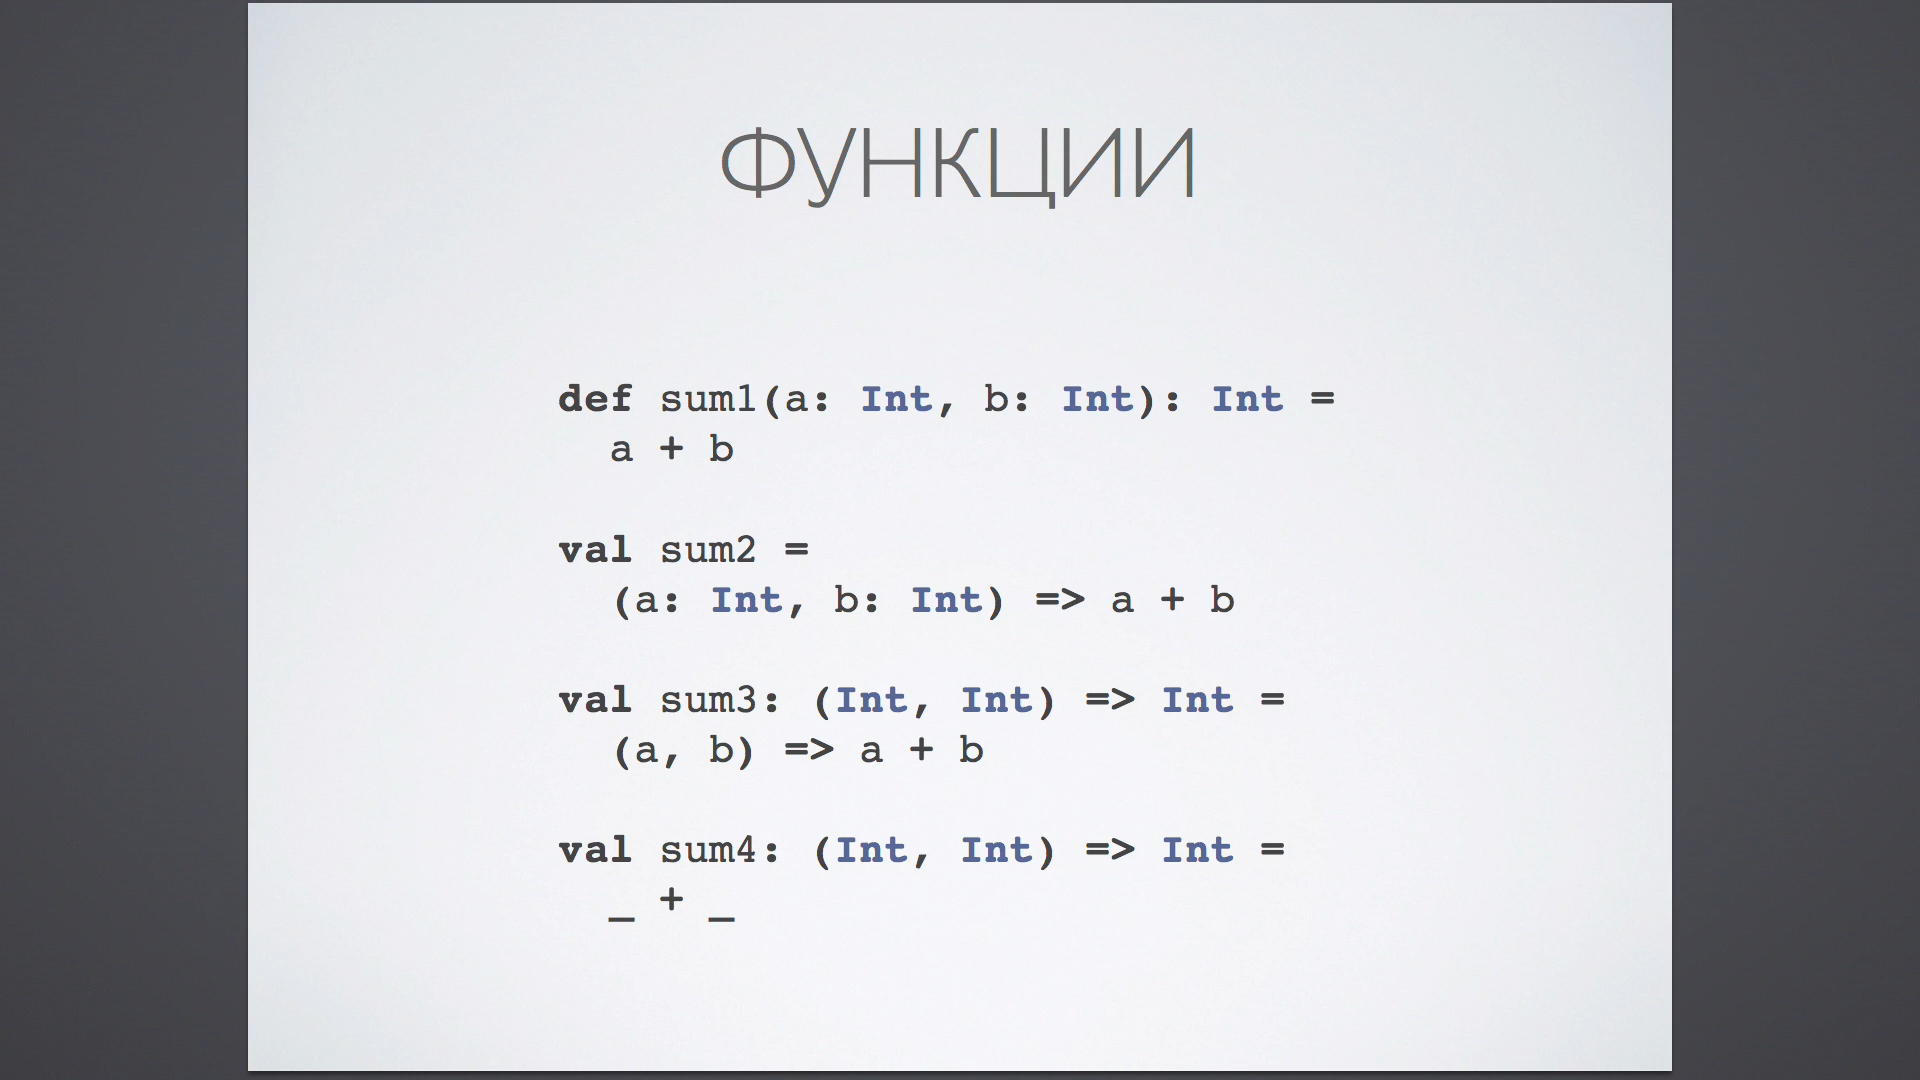 ФУНКЦИИ
def sum1(a: Int, b: Int): Int =
  a + b
val sum2 =
  (a: Int, b: Int) => a + b
val sum3: (Int, Int) => Int =
  (a, b) => a + b
val sum4: (Int, Int) => Int =
  _ + _